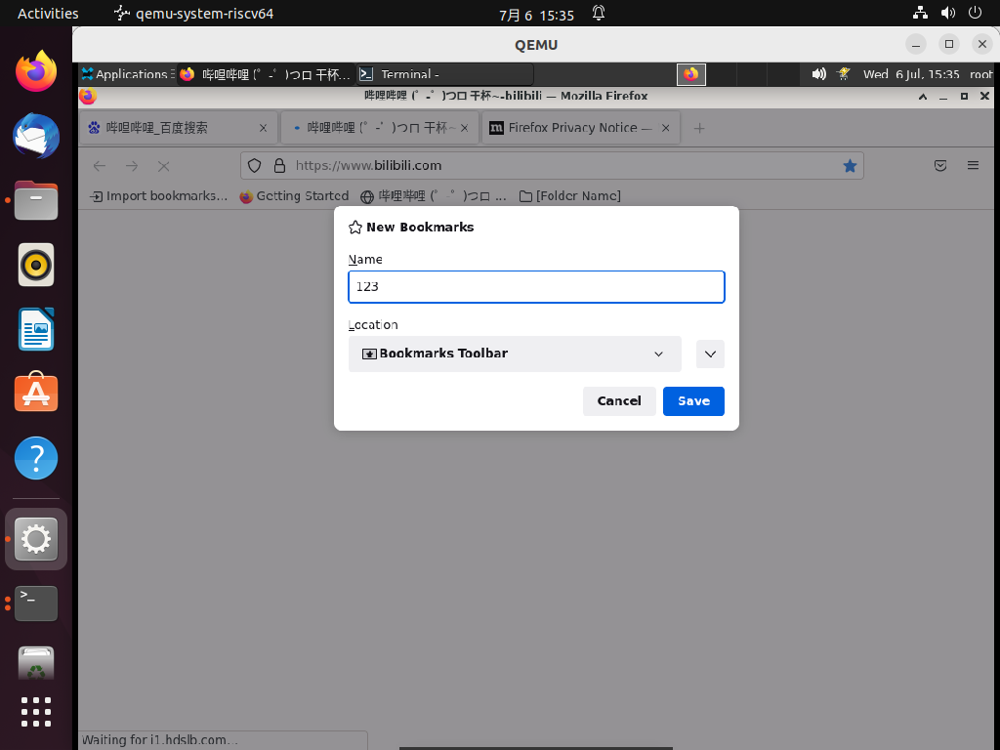 Activities
qemu-system-riscv64
7月 6 15:35
QEMU
Applications
哔哩哔哩 (゜-゜)つロ 干杯...
Terminal -
Wed 6 Jul, 15:35
root
哔哩哔哩 (゜-゜)つロ 干杯~-bilibili — Mozilla Firefox
哔哩哔哩_百度搜索
哔哩哔哩 (゜-゜)つロ 干杯~
Firefox Privacy Notice —
https://www.bilibili.com
Import bookmarks...
Getting Started
哔哩哔哩 (゜-゜)つロ ...
[Folder Name]
New Bookmarks
Name
123
Location
Bookmarks Toolbar
Cancel
Save
Waiting for i1.hdslb.com...